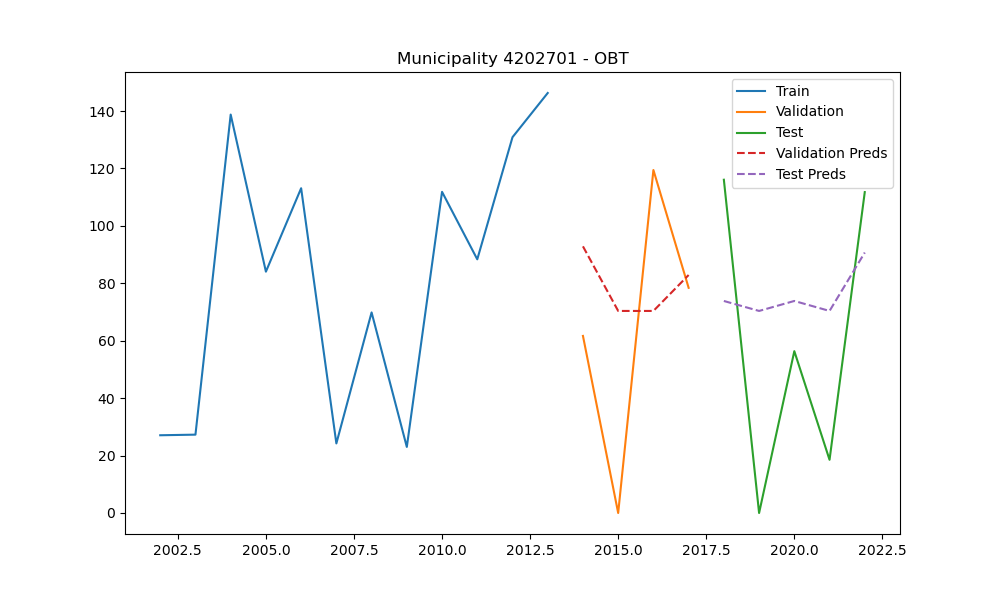 Municipality 4202701 - OBT
Train
Validation
Test
Validation Preds
Test Preds
140
120
100
80
60
40
20
0
2002.5 2005.0 2007.5 2010.0 2012.5 2015.0 2017.5 2020.0 2022.5